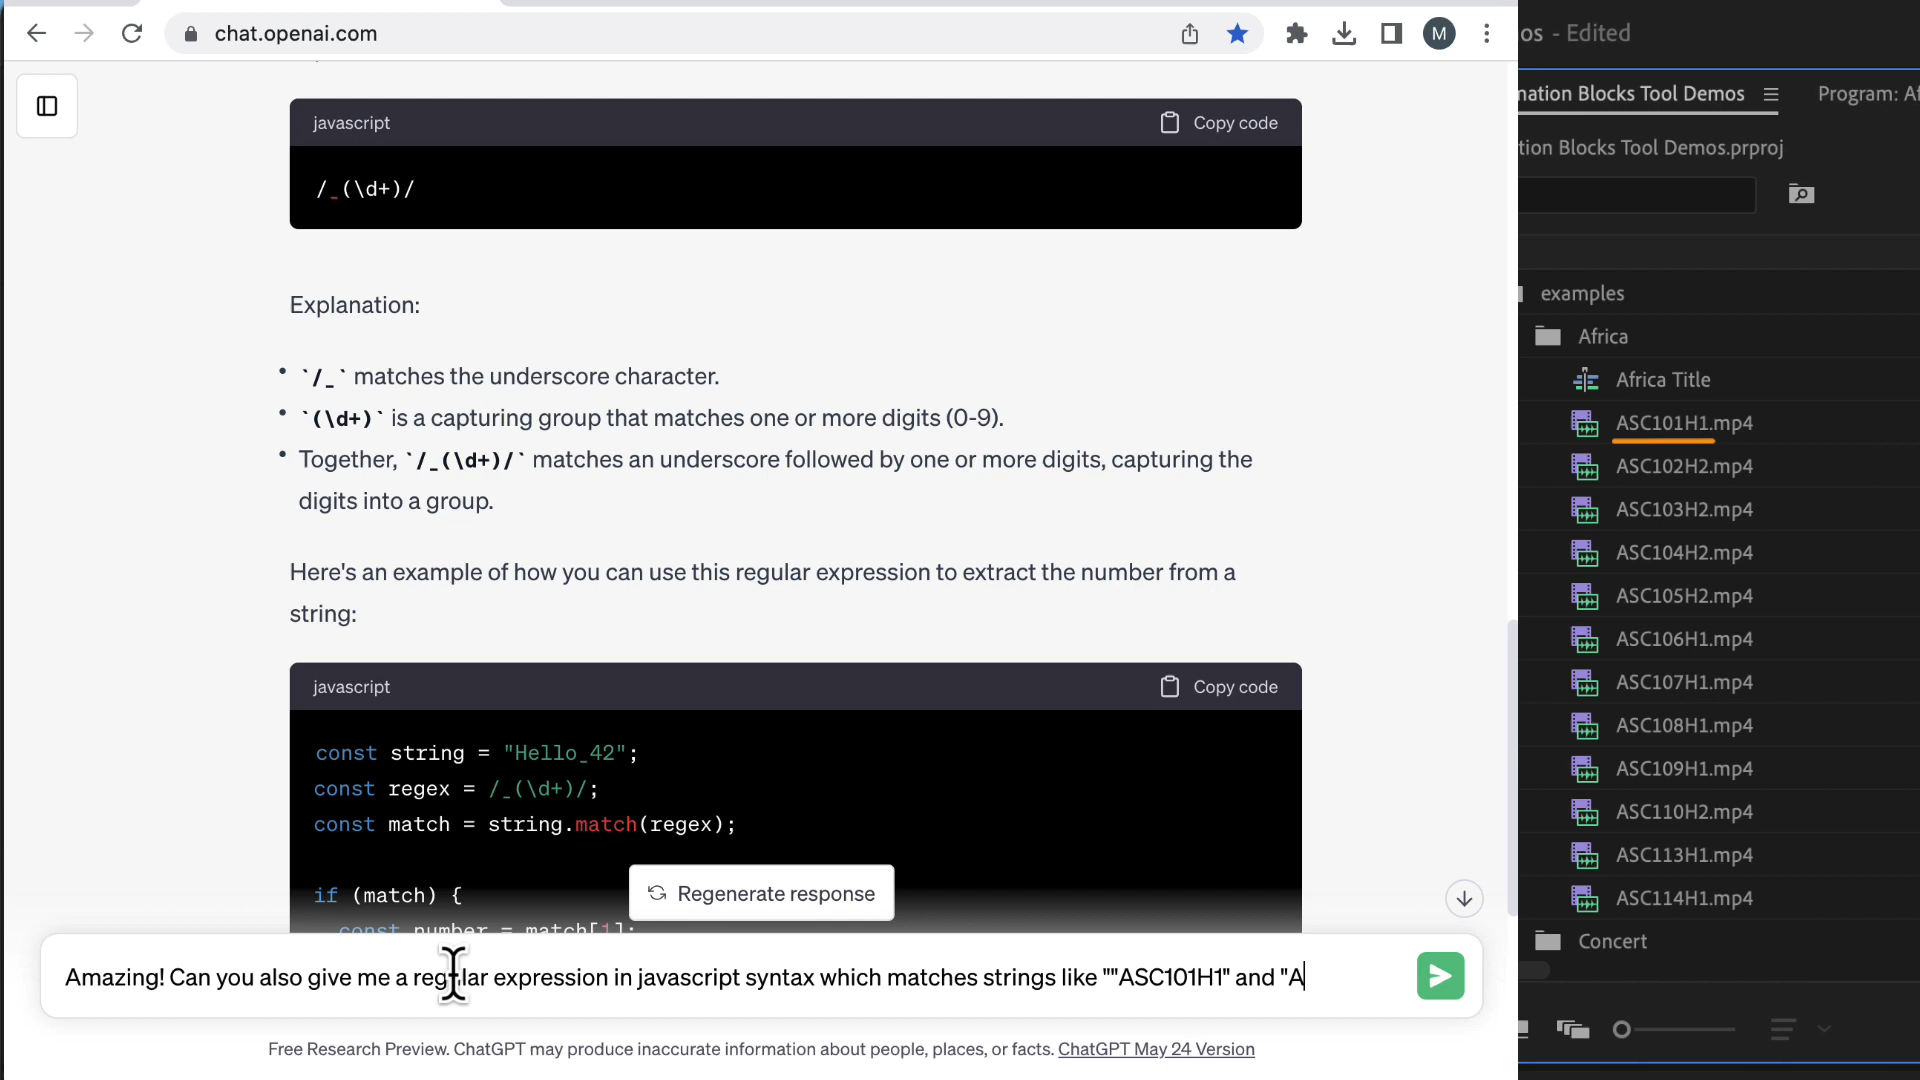 chat.openai.com
M
javascript
Copy code
/_(\d+)/
Explanation:
• `/_` matches the underscore character.
• `(\d+)` is a capturing group that matches one or more digits (0-9).
• Together, `/_(\d+)/` matches an underscore followed by one or more digits, capturing the
digits into a group.
Here's an example of how you can use this regular expression to extract the number from a
string:
javascript
Copy code
const string = "Hello_42";
const regex = /_(\d+)/;
const match = string.match(regex);
if (match) {
const number = match[1];
Regenerate response
Amazing! Can you also give me a regular expression in javascript syntax which matches strings like ""ASC101H1" and "A
Free Research Preview. ChatGPT may produce inaccurate information about people, places, or facts. ChatGPT May 24 Version
os - Edited
mation Blocks Tool Demos
Program: Af
tion Blocks Tool Demos.prproj
examples
Africa
Africa Title
ASC101H1.mp4
ASC102H2.mp4
ASC103H2.mp4
ASC104H2.mp4
ASC105H2.mp4
ASC106H1.mp4
ASC107H1.mp4
ASC108H1.mp4
ASC109H1.mp4
ASC110H2.mp4
ASC113H1.mp4
ASC114H1.mp4
Concert